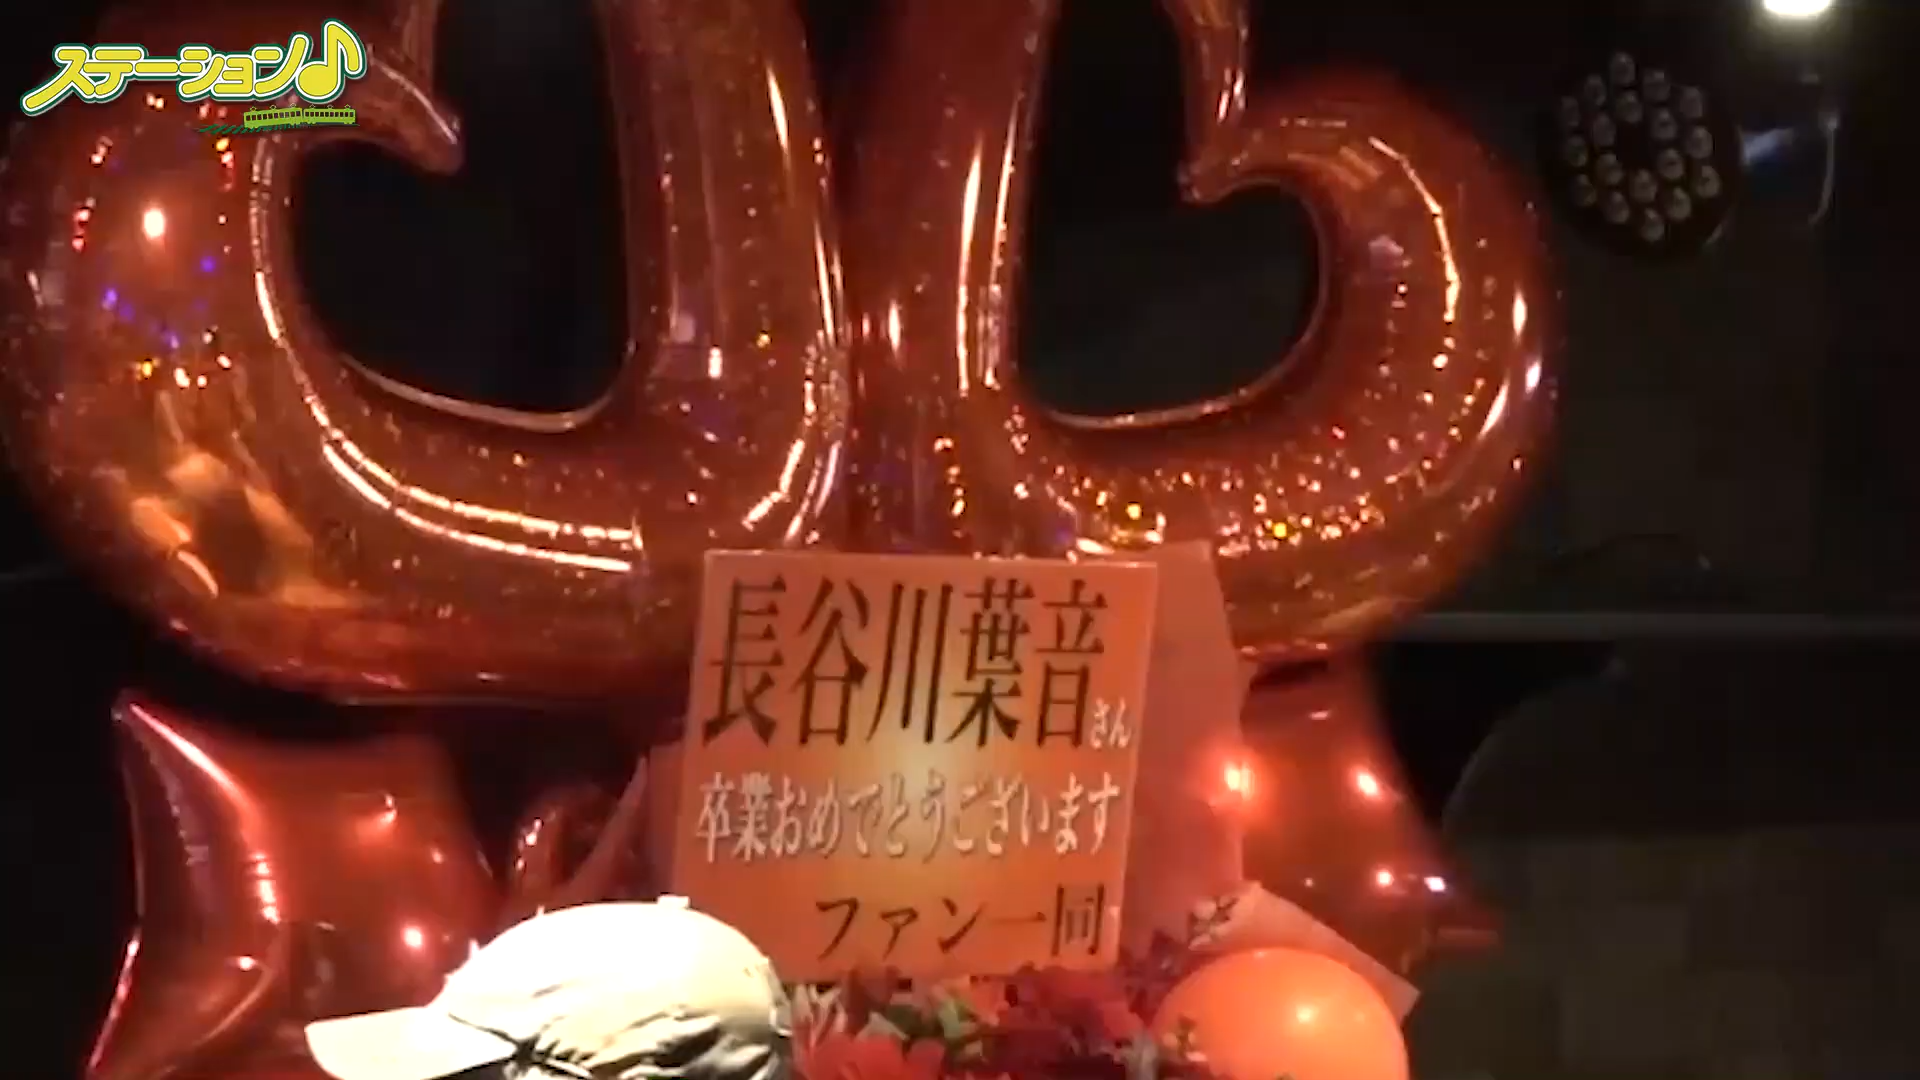 ステーション♪
長谷川葉音さん
卒業おめでとうございます
ファン一同